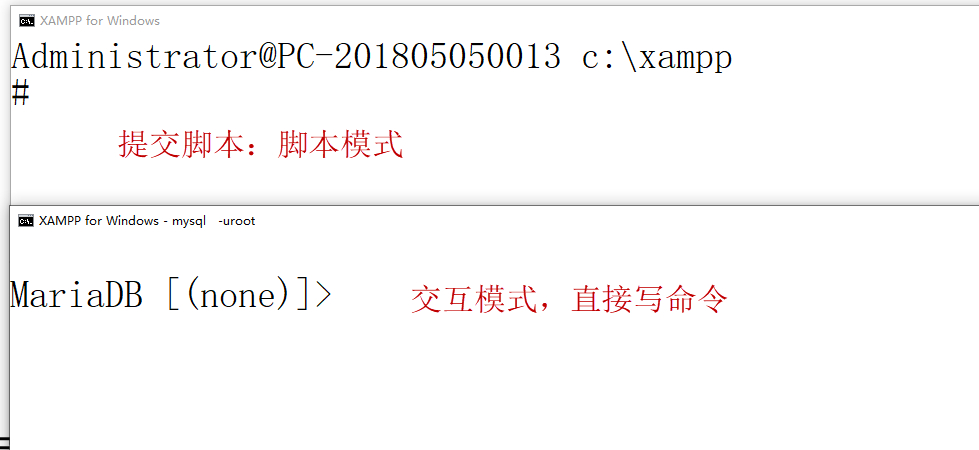 XAMPP for Windows
Administrator@PC-201805050013 c:\xampp
#
提交脚本：脚本模式
XAMPP for Windows - mysql  -uroot
MariaDB [(none)]>
交互模式，直接写命令